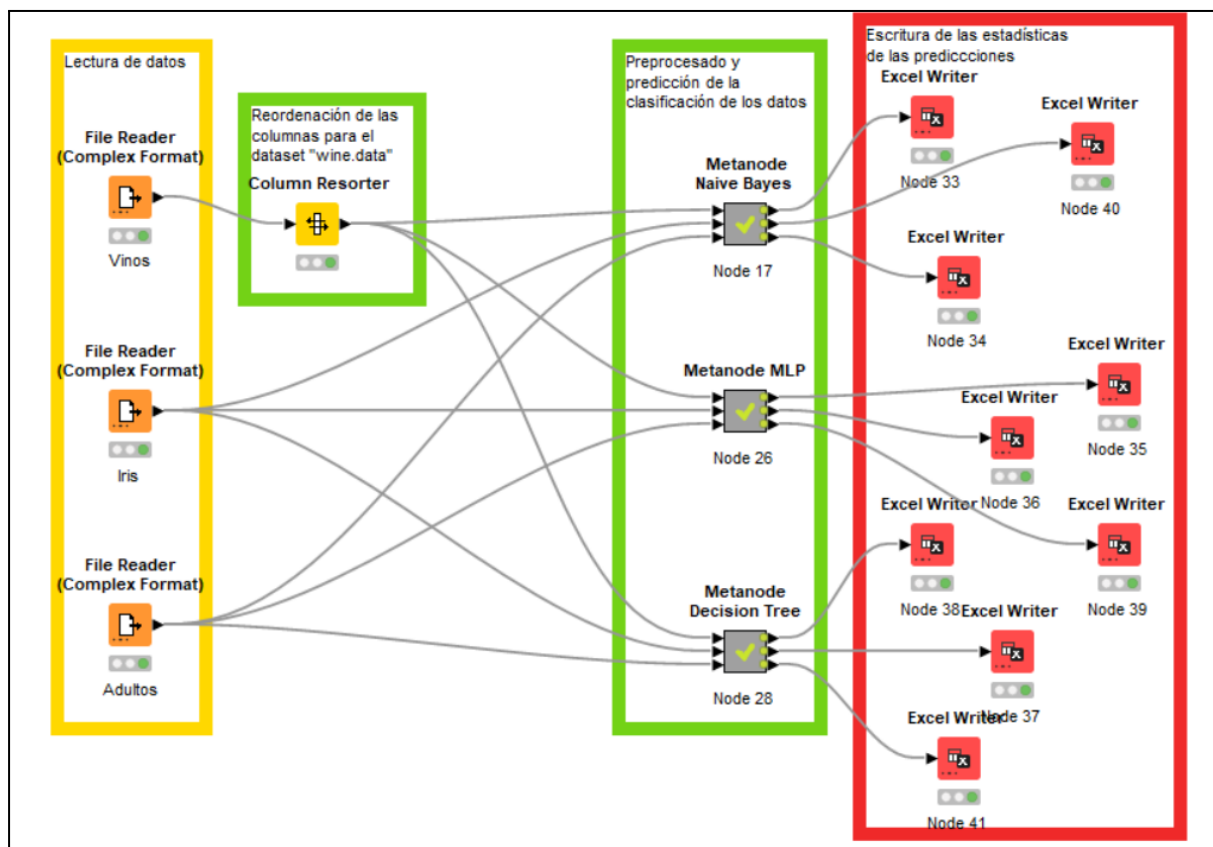 Lectura de datos
File Reader
(Complex Format)
Vinos
File Reader
(Complex Format)
Iris
File Reader
(Complex Format)
Adultos
Reordenación de las
columnas para el
dataset "wine.data"
Column Resorter
Preprocesado y
predicción de la
clasificación de los datos
Metanode
Naive Bayes
Node 17
Metanode MLP
Node 26
Metanode
Decision Tree
Node 28
Escritura de las estadísticas
de las prediccciones
Excel Writer
Node 33
Excel Writer
Node 40
Excel Writer
Node 34
Excel Writer
Node 35
Excel Writer
Node 36
Excel Writer
Node 38
Excel Writer
Node 39
Excel Writer
Node 37
Excel Writer
Node 41